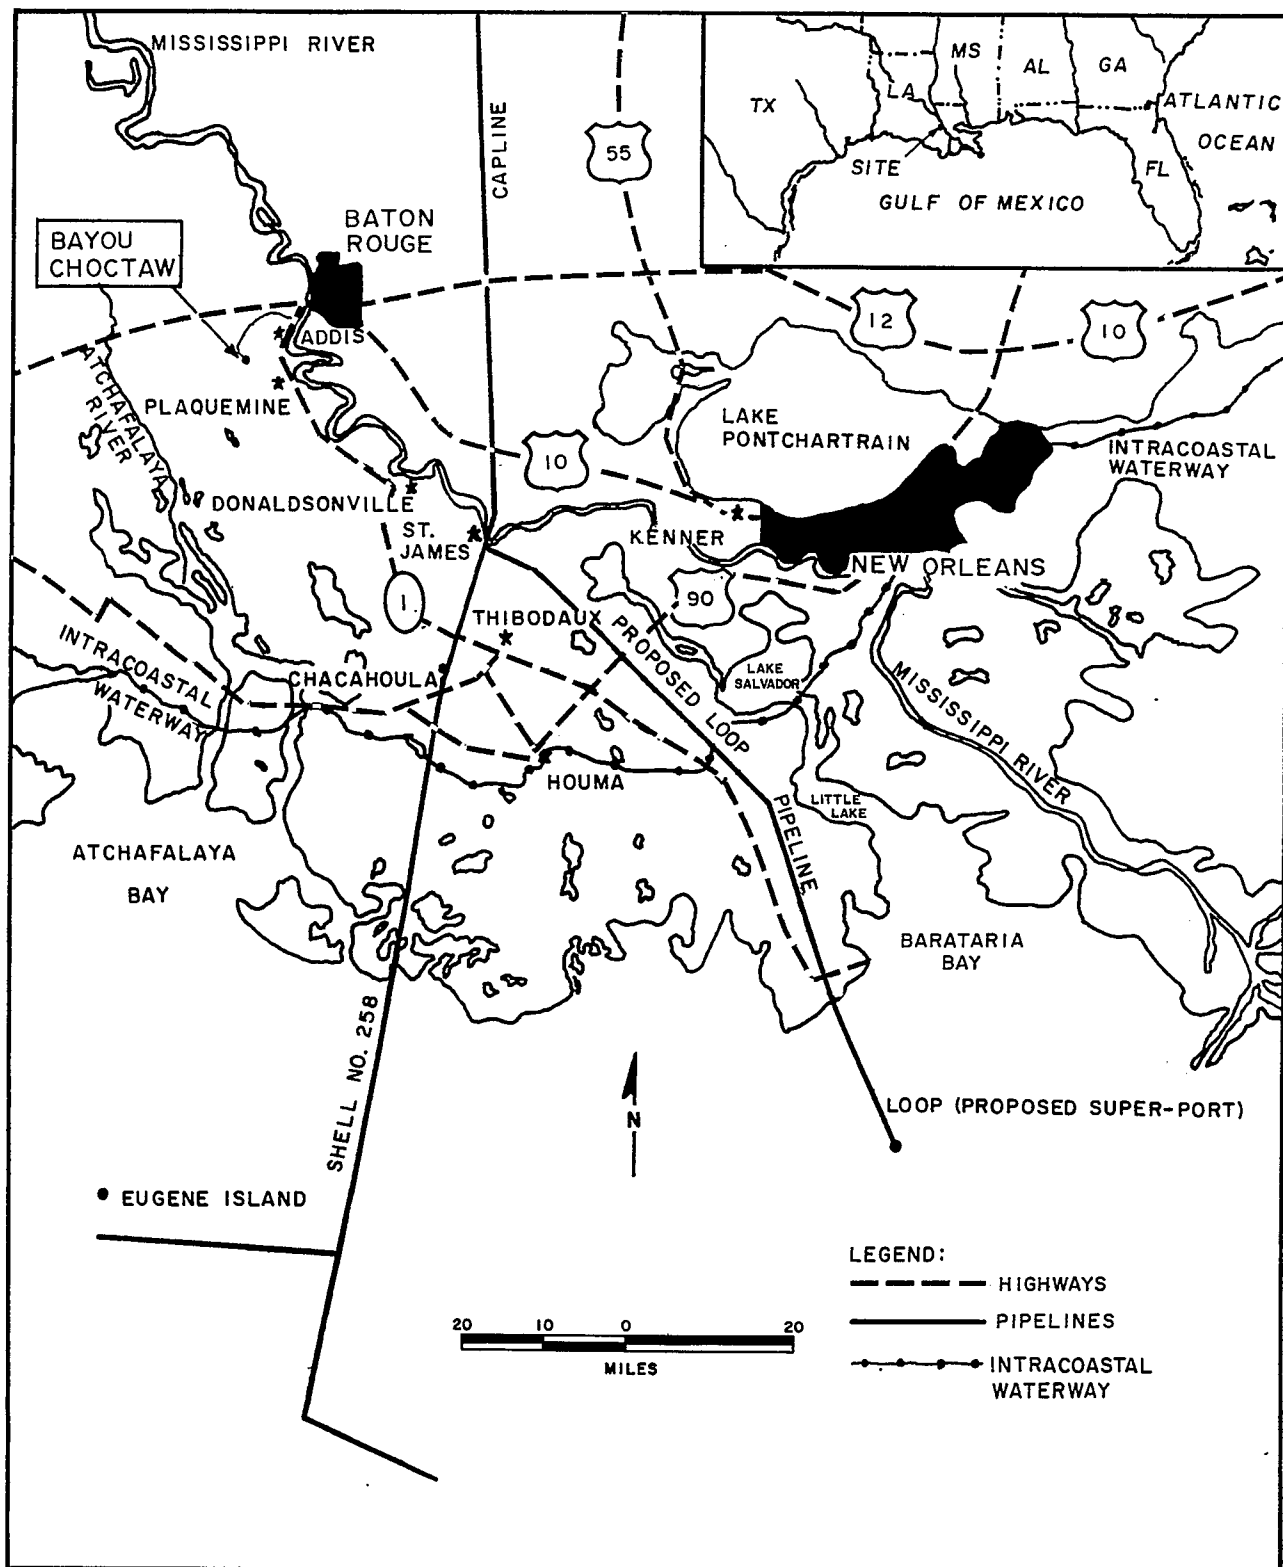 MISSISSIPPI RIVER
CAPLINE
55
TX
LA
MS
AL
GA
ATLANTIC
OCEAN
SITE
FL
GULF OF MEXICO
BATON
ROUGE
BAYOU
CHOCTAW
ADDIS
12
10
ATCHAFALAYA
RIVER
PLAQUEMINE
LAKE
PONTCHARTRAIN
INTRACOASTAL
WATERWAY
10
DONALDSONVILLE
ST.
JAMES
KENNER
NEW ORLEANS
1
90
THIBODAUX
PROPOSED LOOP
PIPELINE
INTRACOASTAL
WATERWAY
CHACAHOULA
LAKE
SALVADOR
MISSISSIPPI RIVER
HOUMA
LITTLE
LAKE
ATCHAFALAYA
BAY
BARATARIA
BAY
SHELL NO. 258
N
LOOP (PROPOSED SUPER-PORT)
EUGENE ISLAND
LEGEND:
HIGHWAYS
PIPELINES
INTRACOASTAL
WATERWAY
20 10 0 20
MILES